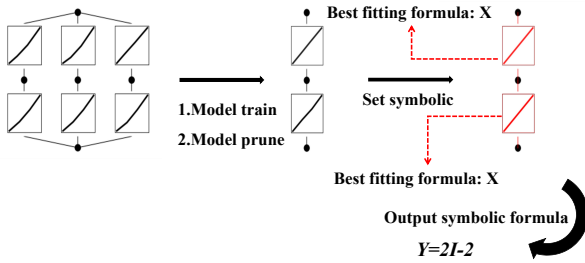 Best fitting formula: X
1.Model train
2.Model prune
Set symbolic
Best fitting formula: X
Output symbolic formula
Y=2I-2